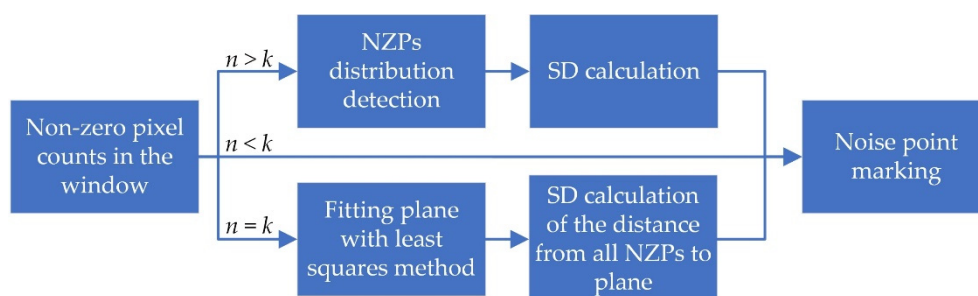 Non-zero pixel
counts in the
window
n > k
NZPs
distribution
detection
SD calculation
n < k
n = k
Fitting plane
with least
squares method
SD calculation
of the distance
from all NZPs to
plane
Noise point
marking